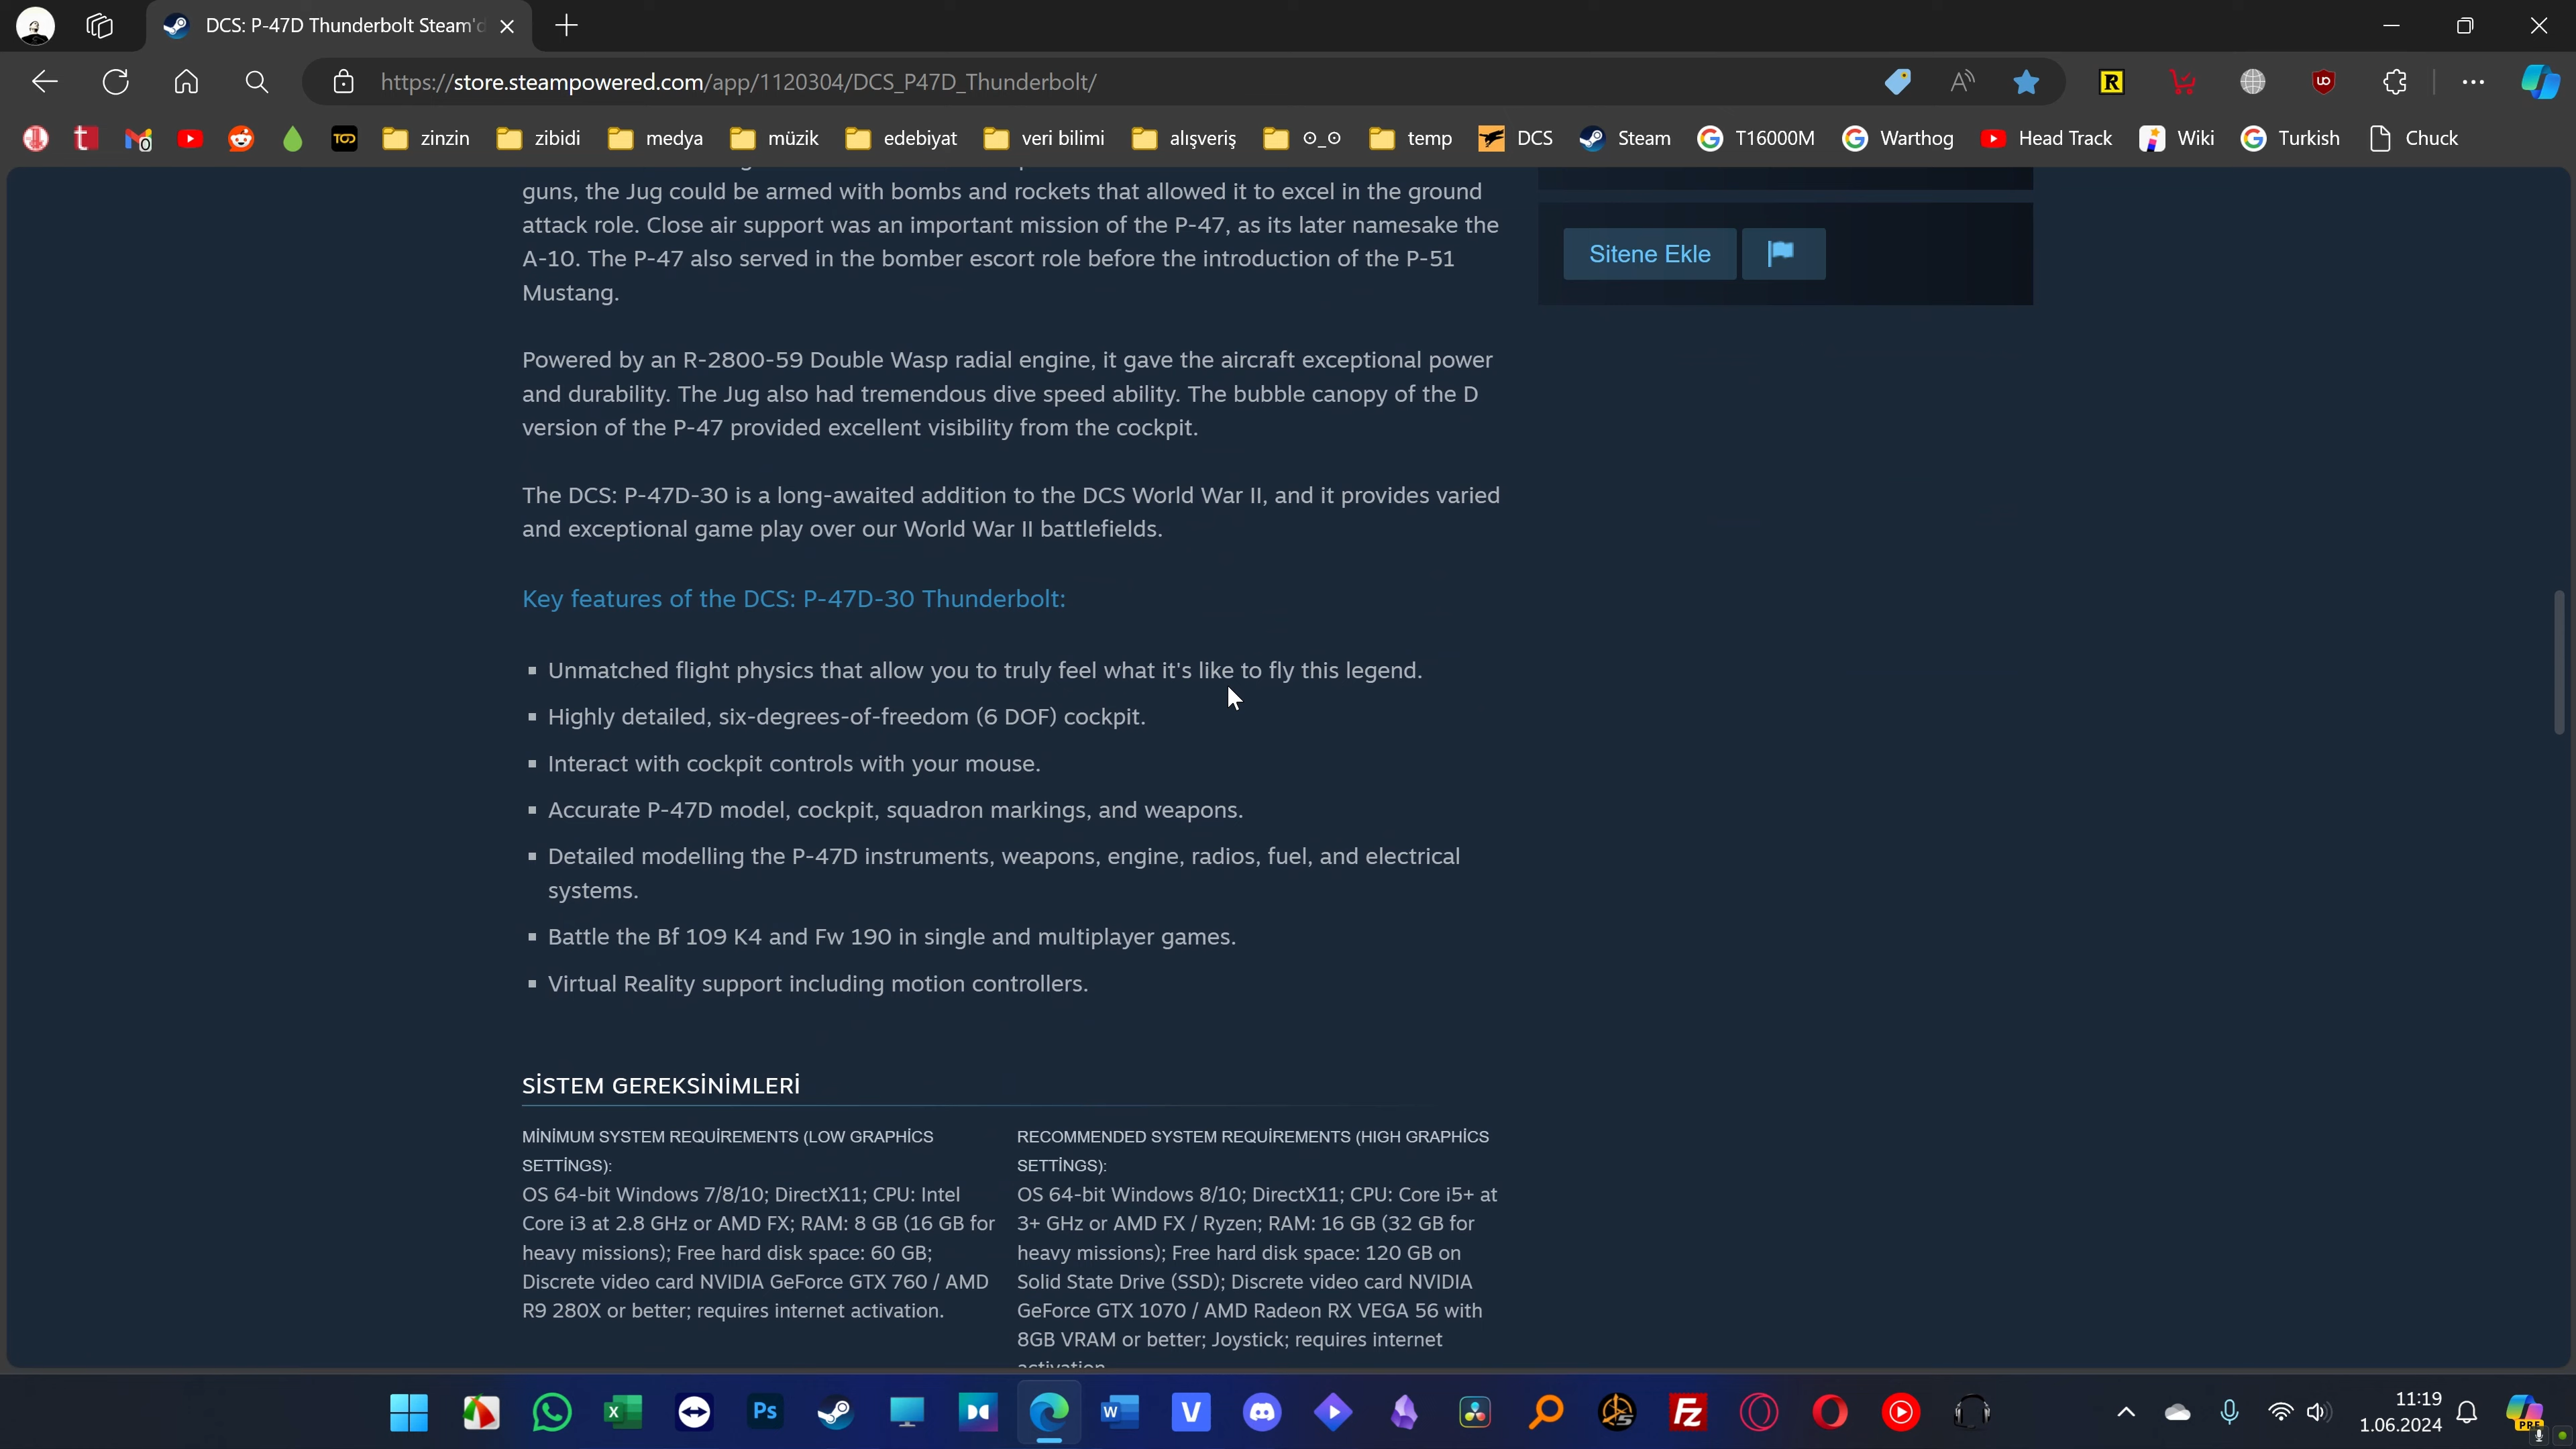 DCS: P-47D Thunderbolt Steam'd
https://store.steampowered.com/app/1120304/DCS_P47D_Thunderbolt/
zinzin zibidi medya müzik edebiyat veri bilimi alışveriş ʘ_ʘ temp DCS Steam T16000M Warthog Head Track Wiki Turkish Chuck
guns, the Jug could be armed with bombs and rockets that allowed it to excel in the ground
attack role. Close air support was an important mission of the P-47, as its later namesake the
A-10. The P-47 also served in the bomber escort role before the introduction of the P-51
Mustang.
Sitene Ekle
Powered by an R-2800-59 Double Wasp radial engine, it gave the aircraft exceptional power
and durability. The Jug also had tremendous dive speed ability. The bubble canopy of the D
version of the P-47 provided excellent visibility from the cockpit.
The DCS: P-47D-30 is a long-awaited addition to the DCS World War II, and it provides varied
and exceptional game play over our World War II battlefields.
Key features of the DCS: P-47D-30 Thunderbolt:
▪ Unmatched flight physics that allow you to truly feel what it's like to fly this legend.
▪ Highly detailed, six-degrees-of-freedom (6 DOF) cockpit.
▪ Interact with cockpit controls with your mouse.
▪ Accurate P-47D model, cockpit, squadron markings, and weapons.
▪ Detailed modelling the P-47D instruments, weapons, engine, radios, fuel, and electrical
systems.
▪ Battle the Bf 109 K4 and Fw 190 in single and multiplayer games.
▪ Virtual Reality support including motion controllers.
SİSTEM GEREKSİNİMLERİ
MİNİMUM SYSTEM REQUİREMENTS (LOW GRAPHİCS
SETTİNGS):
OS 64-bit Windows 7/8/10; DirectX11; CPU: Intel
Core i3 at 2.8 GHz or AMD FX; RAM: 8 GB (16 GB for
heavy missions); Free hard disk space: 60 GB;
Discrete video card NVIDIA GeForce GTX 760 / AMD
R9 280X or better; requires internet activation.
RECOMMENDED SYSTEM REQUİREMENTS (HIGH GRAPHİCS
SETTİNGS):
OS 64-bit Windows 8/10; DirectX11; CPU: Core i5+ at
3+ GHz or AMD FX / Ryzen; RAM: 16 GB (32 GB for
heavy missions); Free hard disk space: 120 GB on
Solid State Drive (SSD); Discrete video card NVIDIA
GeForce GTX 1070 / AMD Radeon RX VEGA 56 with
8GB VRAM or better; Joystick; requires internet
activation.
11:19
1.06.2024